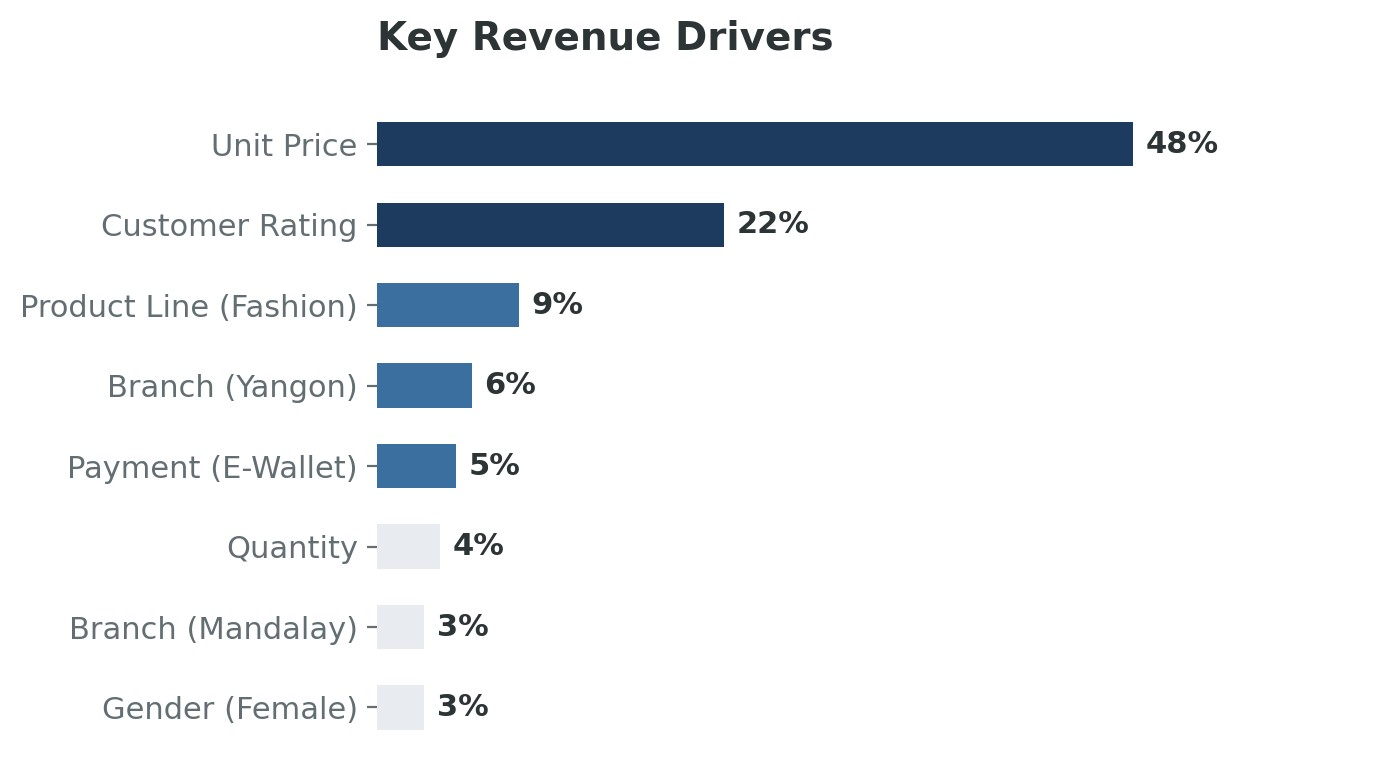 Key Revenue Drivers
Unit Price 48%
Customer Rating 22%
Product Line (Fashion) 9%
Branch (Yangon) 6%
Payment (E-Wallet) 5%
Quantity 4%
Branch (Mandalay) 3%
Gender (Female) 3%